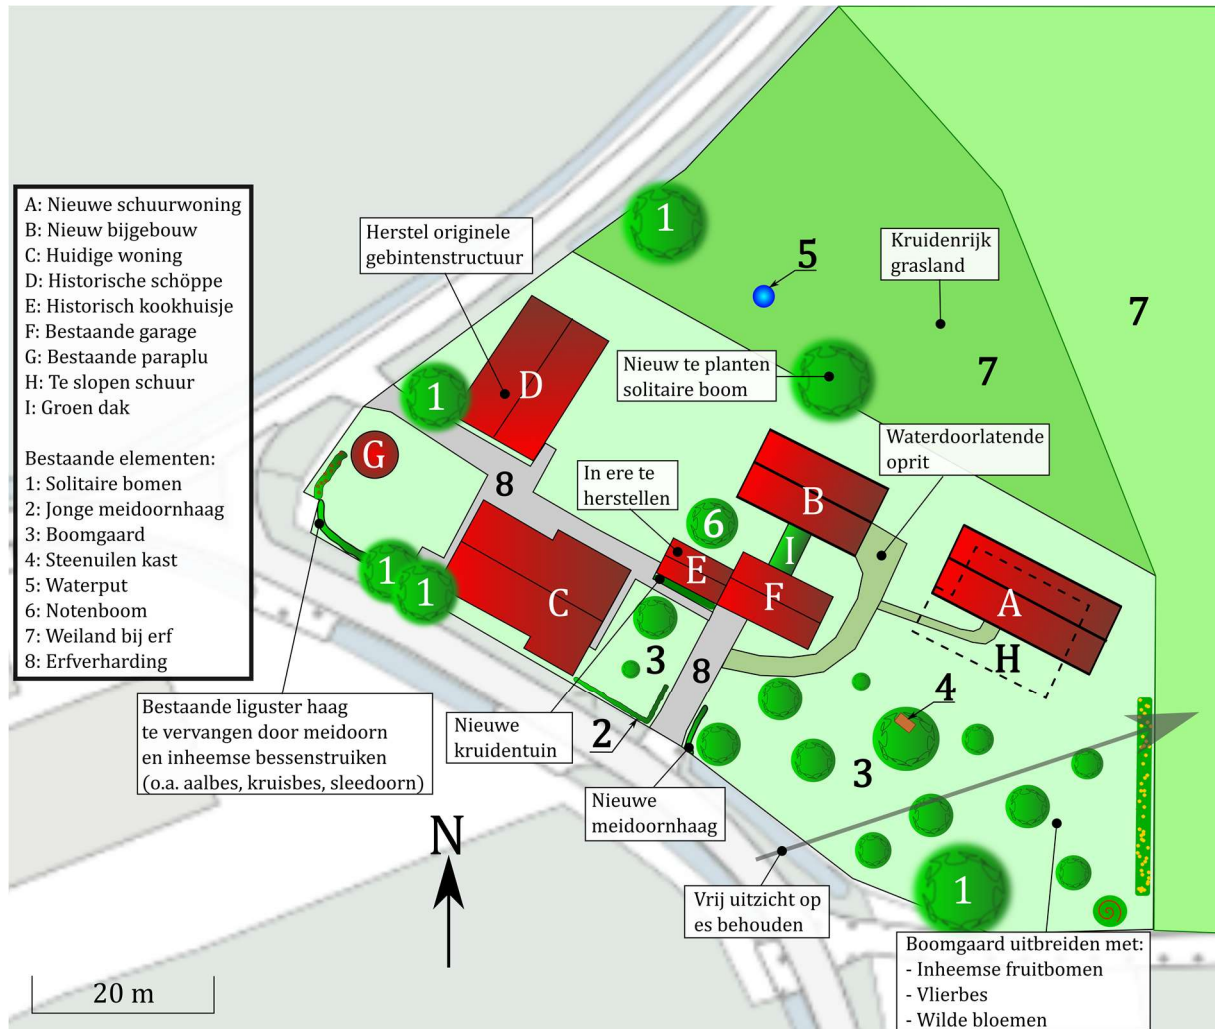 A: Nieuwe schuurwoning
B: Nieuw bijgebouw
C: Huidige woning
D: Historische schöppe
E: Historisch kookhuisje
F: Bestaande garage
G: Bestaande paraplu
H: Te slopen schuur
I: Groen dak
Bestaande elementen:
1: Solitaire bomen
2: Jonge meidoornhaag
3: Boomgaard
4: Steenuilen kast
5: Waterput
6: Notenboom
7: Weiland bij erf
8: Erfverharding
Herstel originele
gebintenstructuur
1
5
Kruidenrijk
grasland
7
7
Nieuw te planten
solitaire boom
1
D
Waterdoorlatende
oprit
G
In ere te
herstellen
8
B
6
I
E
F
A
1
1
C
H
3
8
4
Bestaande liguster haag
te vervangen door meidoorn
en inheemse bessenstruiken
(o.a. aalbes, kruisbes, sleedoorn)
Nieuwe
kruidentuin
2
3
Nieuwe
meidoornhaag
N
Vrij uitzicht op
es behouden
1
Boomgaard uitbreiden met:
- Inheemse fruitbomen
- Vlierbes
- Wilde bloemen
20 m